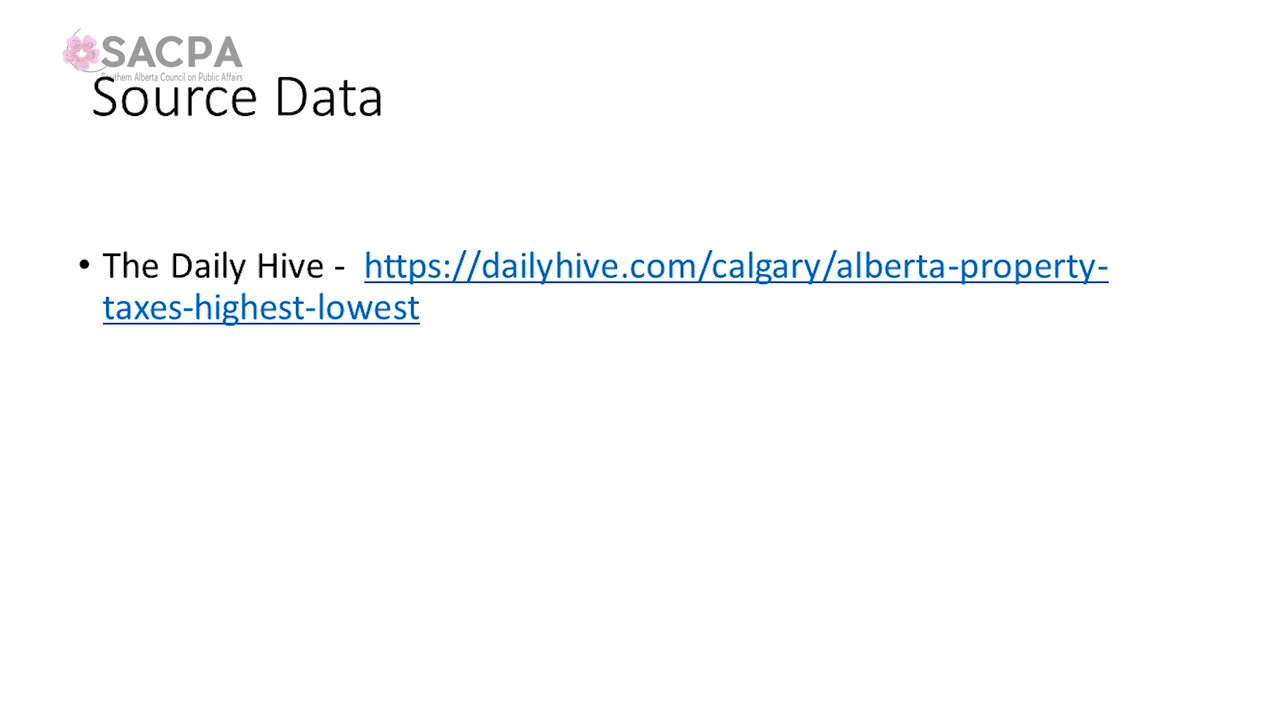 SACPA
Southern Alberta Council on Public Affairs
Source Data
• The Daily Hive - https://dailyhive.com/calgary/alberta-property-
taxes-highest-lowest